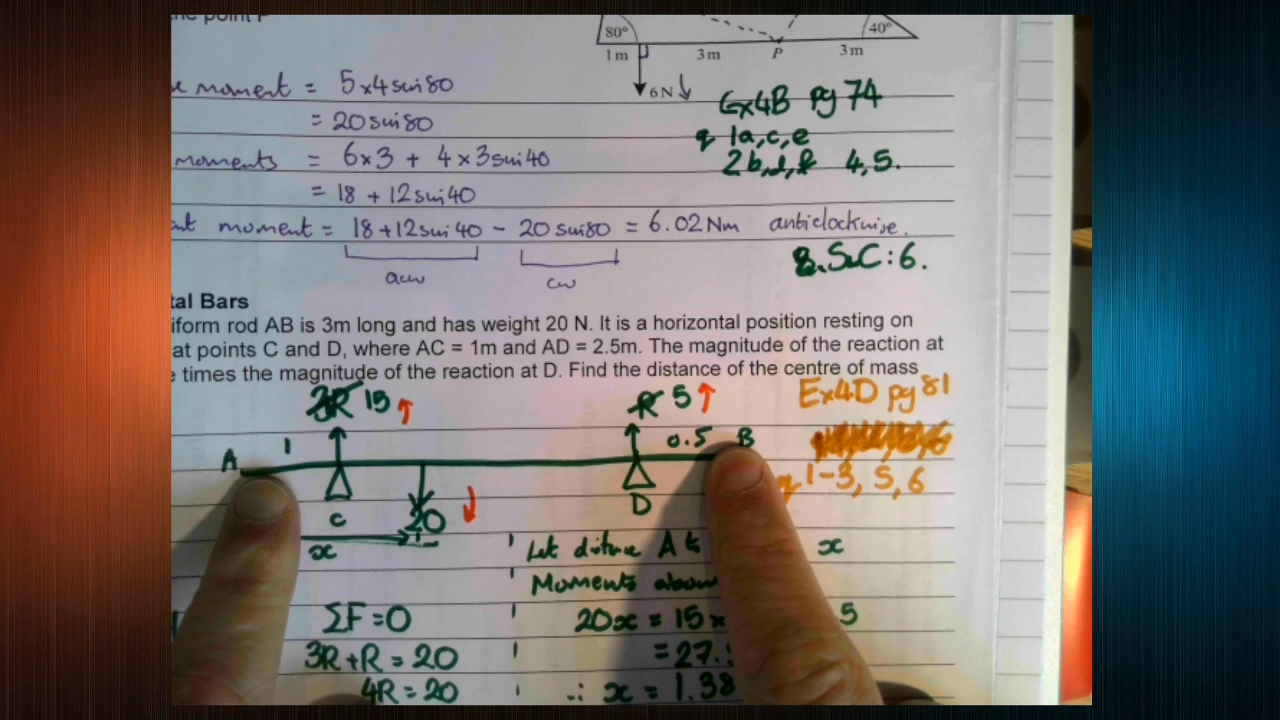 the point P
80° 40°
1m 3m P 3m
6N
moment = 5x4sin80
= 20sin80
moments = 6x3 + 4x3sin40
= 18 + 12sin40
moment = 18+12sin40 - 20sin80 = 6.02Nm anticlockwise.
acw cw
Ex4B pg 74
q 1a,c,e
2b,d,f 4,5.
:6.
tal Bars
iform rod AB is 3m long and has weight 20 N. It is a horizontal position resting on
at points C and D, where AC = 1m and AD = 2.5m. The magnitude of the reaction at
times the magnitude of the reaction at D. Find the distance of the centre of mass
3R 15 R 5
A 1 0.5 B
C 20 D
x
Ex4D pg81
q 1-3, 5, 6
Let distance A to x
Moments about
ΣF=0 20x = 15x 5
3R+R = 20 = 27.
4R = 20 ∴ x = 1.38